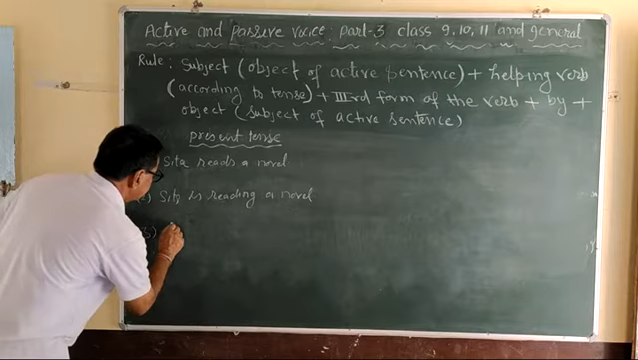 Active and passive voice: part-3 class 9, 10, 11 and general
Rule: Subject (object of active sentence) + helping verb
(according to tense) + IIIrd form of the verb + by +
object (subject of active sentence)
present tense
Sita reads a novel
Sita is reading a novel
(3)